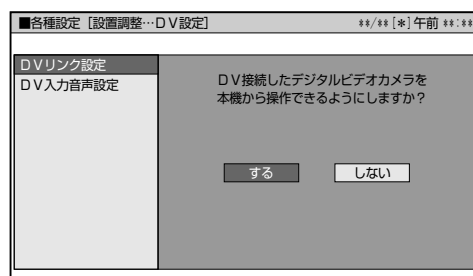 ■各種設定［設置調整…ＤＶ設定］ **/**[*]午前 **:**
ＤＶリンク設定
ＤＶ入力音声設定
ＤＶ接続したデジタルビデオカメラを
本機から操作できるようにしますか？
する しない